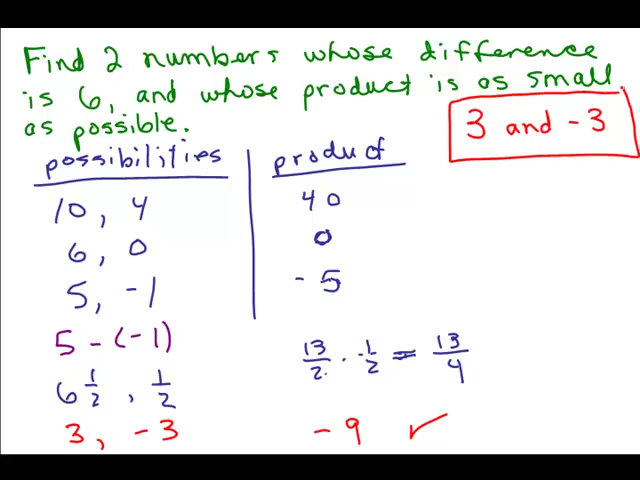 Find 2 numbers whose difference
is 6, and whose product is as small
as possible.
3 and -3
possibilities product
10, 4 40
6, 0 0
5, -1 -5
5 - (-1)
6 1/2, 1/2 13/2 · 1/2 = 13/4
3, -3 -9 ✓